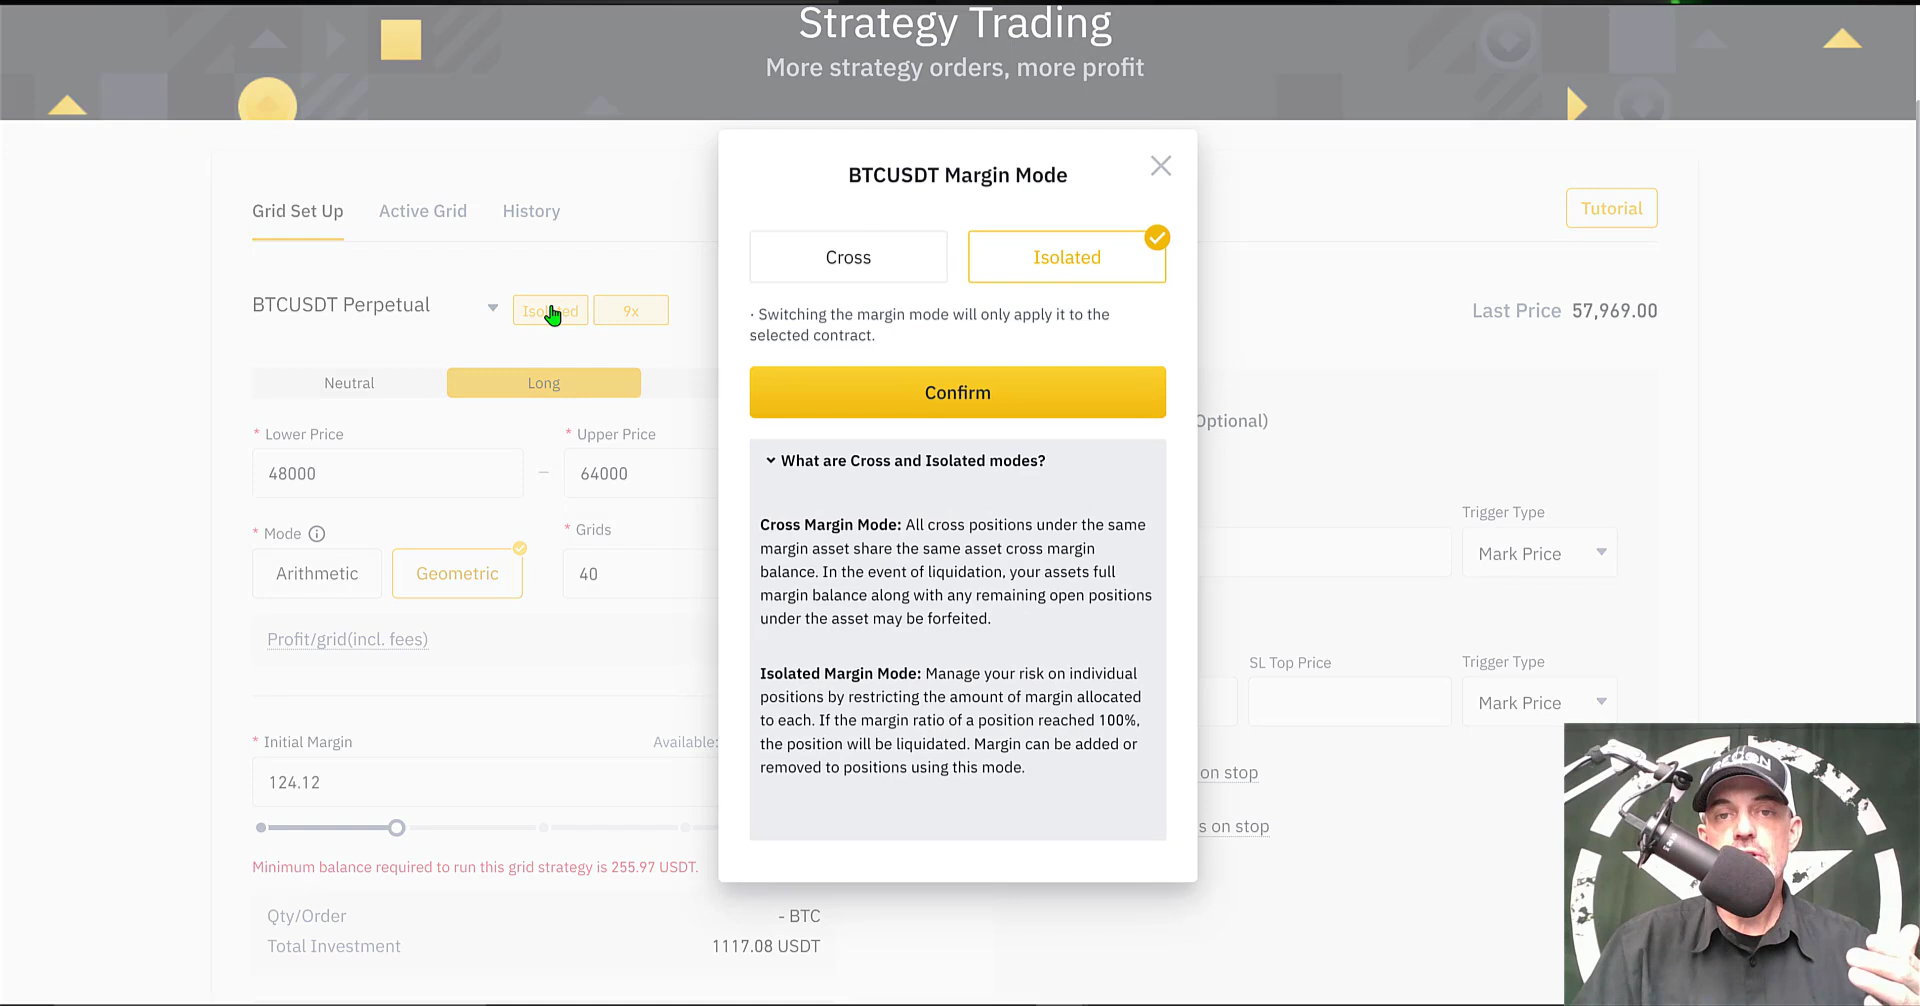 Strategy Trading
More strategy orders, more profit
Grid Set Up
Active Grid
History
Tutorial
BTCUSDT Perpetual
Isolated
9x
Last Price 57,969.00
Neutral
Long
* Lower Price
* Upper Price
48000
–
64000
* Mode
* Grids
Arithmetic
Geometric
40
Profit/grid(incl. fees)
* Initial Margin
Available:
124.12
Minimum balance required to run this grid strategy is 255.97 USDT.
Qty/Order
- BTC
Total Investment
1117.08 USDT
BTCUSDT Margin Mode
Cross
Isolated
· Switching the margin mode will only apply it to the
selected contract.
Confirm
What are Cross and Isolated modes?
Cross Margin Mode: All cross positions under the same
margin asset share the same asset cross margin
balance. In the event of liquidation, your assets full
margin balance along with any remaining open positions
under the asset may be forfeited.
Isolated Margin Mode: Manage your risk on individual
positions by restricting the amount of margin allocated
to each. If the margin ratio of a position reached 100%,
the position will be liquidated. Margin can be added or
removed to positions using this mode.
Optional)
Trigger Type
Mark Price
SL Top Price
Trigger Type
Mark Price
on stop
s on stop